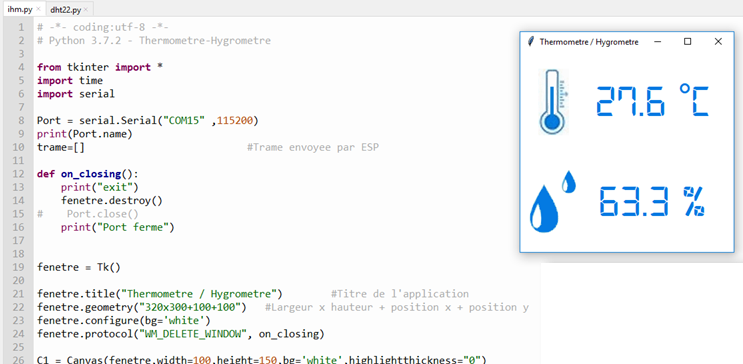 ihm.py × dht22.py ×
1 # -*- coding:utf-8 -*-
2 # Python 3.7.2 - Thermometre-Hygrometre
3
4 from tkinter import *
5 import time
6 import serial
7
8 Port = serial.Serial("COM15" ,115200)
9 print(Port.name)
10 trame=[] #Trame envoyee par ESP
11
12 def on_closing():
13 print("exit")
14 fenetre.destroy()
15 # Port.close()
16 print("Port ferme")
17
18
19 fenetre = Tk()
20
21 fenetre.title("Thermometre / Hygrometre") #Titre de l'application
22 fenetre.geometry("320x300+100+100") #Largeur x hauteur + position x + position y
23 fenetre.configure(bg='white')
24 fenetre.protocol("WM_DELETE_WINDOW", on_closing)
25
26 C1 = Canvas(fenetre,width=100,height=150,bg='white',highlightthickness="0")
Thermometre / Hygrometre
27.6 °C
63.3 %